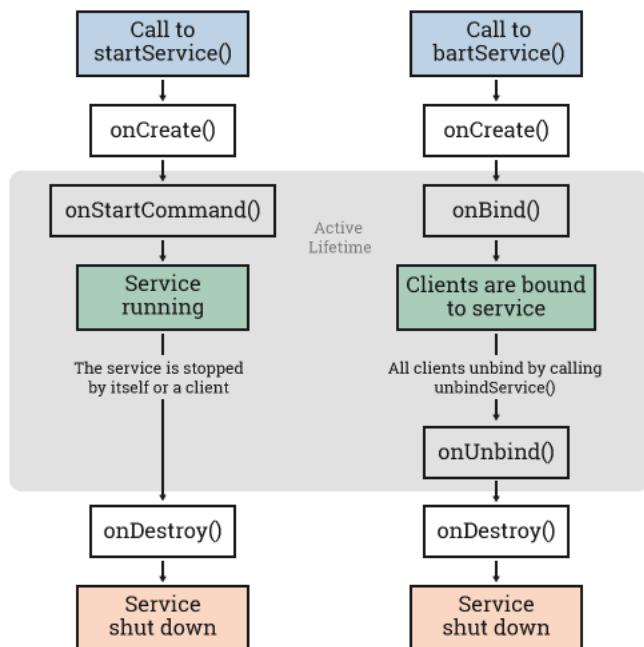 Call to
startService()
onCreate()
onStartCommand()
Service
running
The service is stopped
by itself or a client
onDestroy()
Service
shut down
Active
Lifetime
Call to
bartService()
onCreate()
onBind()
Clients are bound
to service
All clients unbind by calling
unbindService()
onUnbind()
onDestroy()
Service
shut down